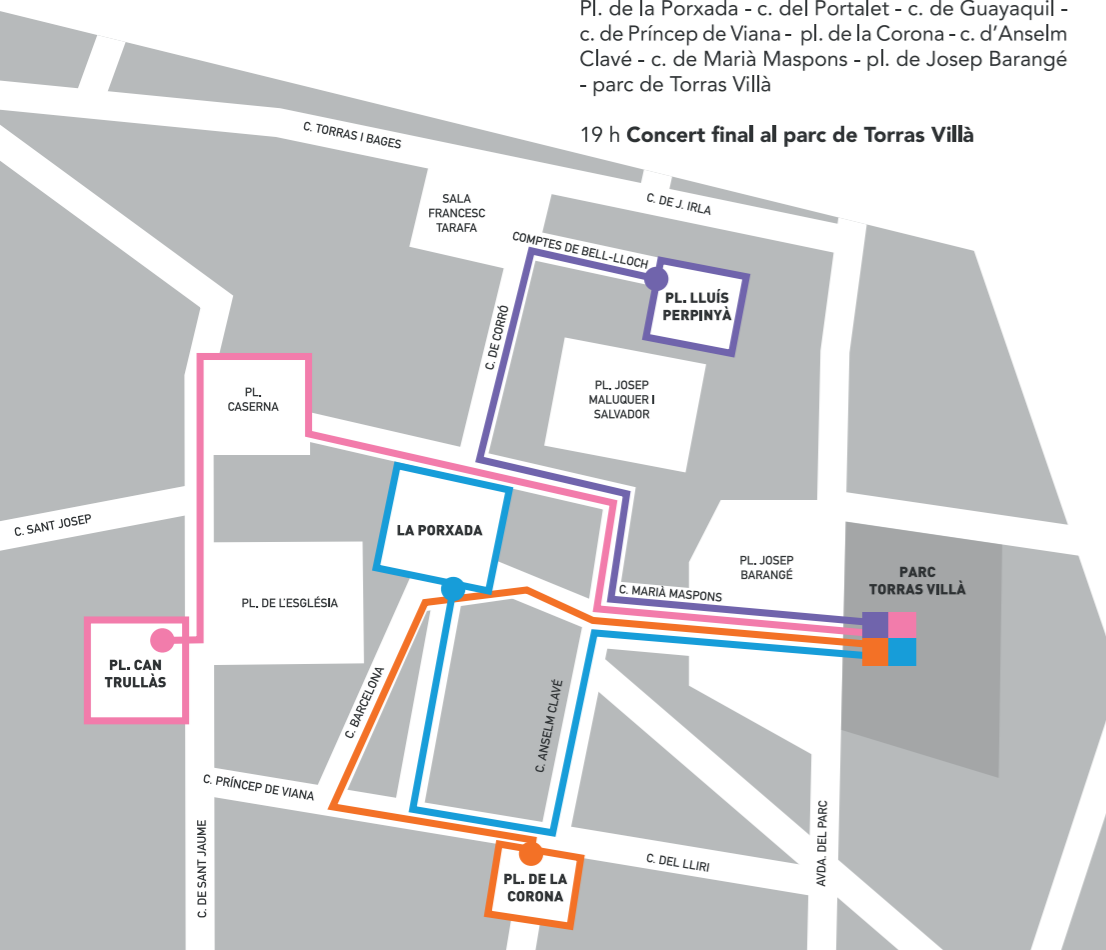 Pl. de la Porxada - c. del Portalet - c. de Guayaquil -
c. de Príncep de Viana - pl. de la Corona - c. d’Anselm
Clavé - c. de Marià Maspons - pl. de Josep Barangé
- parc de Torras Villà
19 h Concert final al parc de Torras Villà
C. TORRAS I BAGES
SALA
FRANCESC
TARAFA
C. DE J. IRLA
COMPTES DE BELL-LLOCH
PL. LLUÍS
PERPINYÀ
C. DE CORRÓ
PL. JOSEP
MALUQUER I
SALVADOR
PL.
CASERNA
C. SANT JOSEP
LA PORXADA
PL. JOSEP
BARANGÉ
PARC
TORRAS VILLÀ
C. MARIÀ MASPONS
PL. DE L'ESGLÉSIA
PL. CAN
TRULLÀS
C. BARCELONA
C. ANSELM CLAVÉ
C. PRÍNCEP DE VIANA
C. DE SANT JAUME
C. DEL LLIRI
AVDA. DEL PARC
PL. DE LA
CORONA